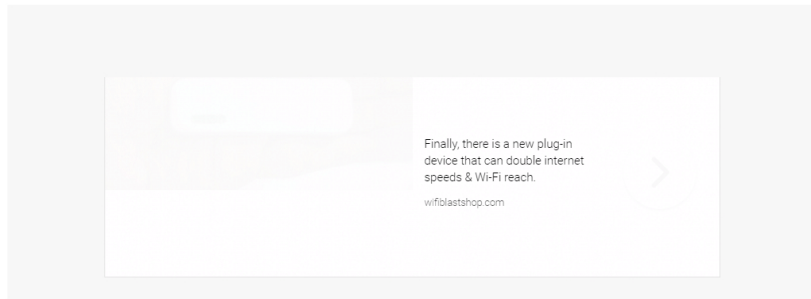 Finally, there is a new plug-in
device that can double internet
speeds & Wi-Fi reach.
wifiblastshop.com